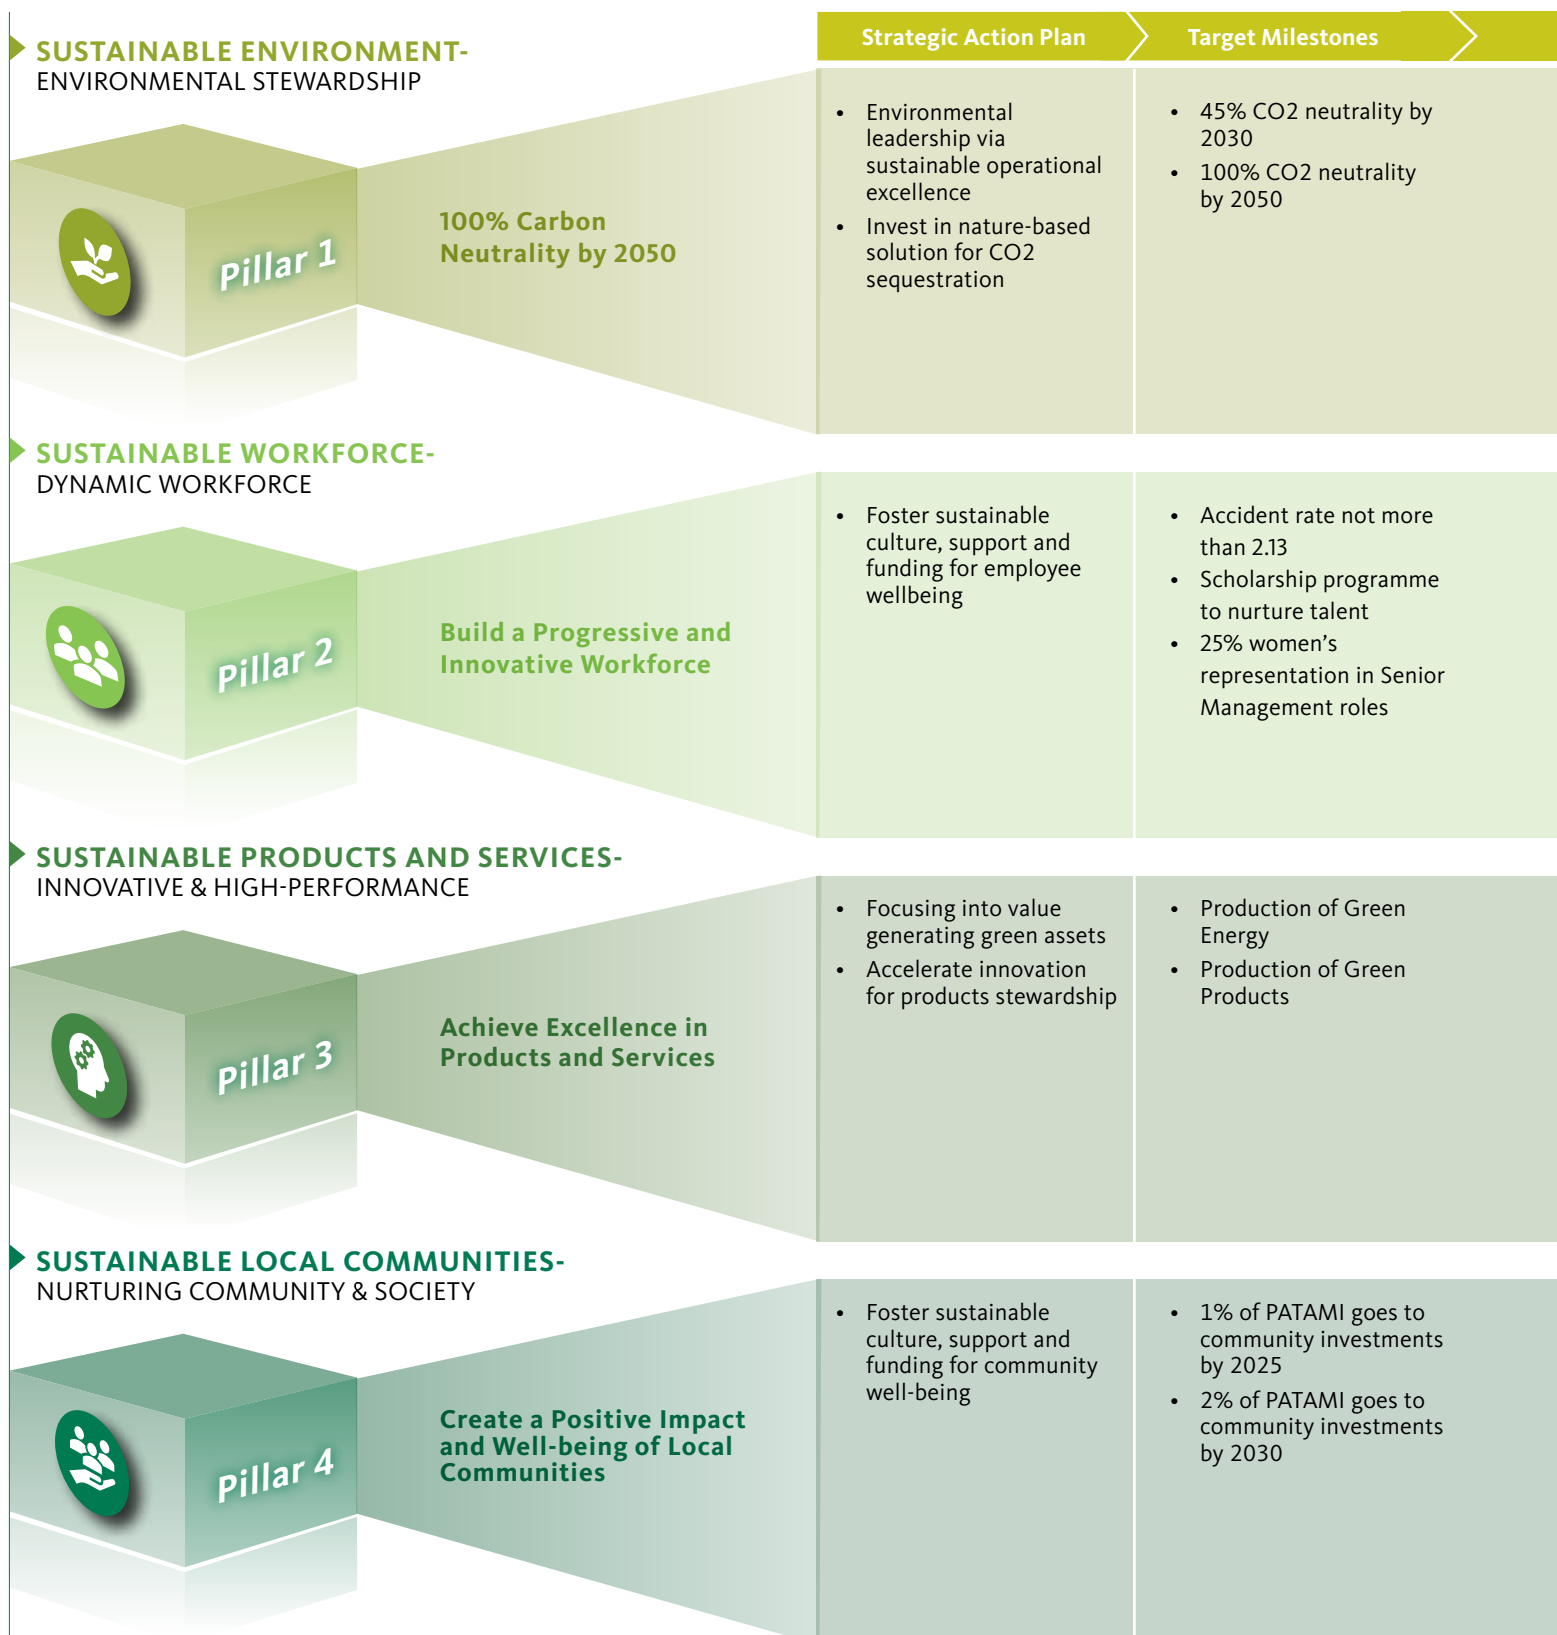 Strategic Action Plan
Target Milestones
SUSTAINABLE ENVIRONMENT-
ENVIRONMENTAL STEWARDSHIP
Pillar 1
100% Carbon
Neutrality by 2050
• Environmental
leadership via
sustainable operational
excellence
• Invest in nature-based
solution for CO2
sequestration
• 45% CO2 neutrality by
2030
• 100% CO2 neutrality
by 2050
SUSTAINABLE WORKFORCE-
DYNAMIC WORKFORCE
Pillar 2
Build a Progressive and
Innovative Workforce
• Foster sustainable
culture, support and
funding for employee
wellbeing
• Accident rate not more
than 2.13
• Scholarship programme
to nurture talent
• 25% women’s
representation in Senior
Management roles
SUSTAINABLE PRODUCTS AND SERVICES-
INNOVATIVE & HIGH-PERFORMANCE
Pillar 3
Achieve Excellence in
Products and Services
• Focusing into value
generating green assets
• Accelerate innovation
for products stewardship
• Production of Green
Energy
• Production of Green
Products
SUSTAINABLE LOCAL COMMUNITIES-
NURTURING COMMUNITY & SOCIETY
Pillar 4
Create a Positive Impact
and Well-being of Local
Communities
• Foster sustainable
culture, support and
funding for community
well-being
• 1% of PATAMI goes to
community investments
by 2025
• 2% of PATAMI goes to
community investments
by 2030